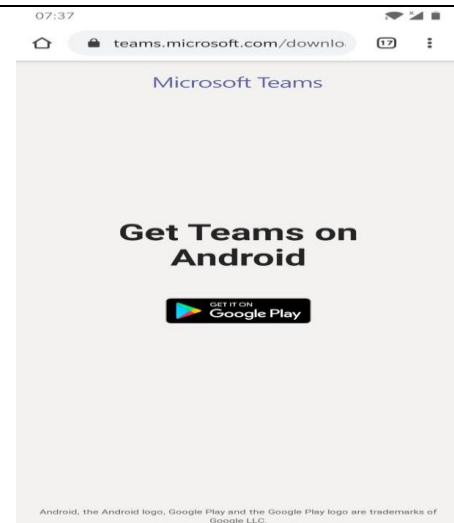 07:37
teams.microsoft.com/downlo
17
Microsoft Teams
Get Teams on
Android
GET IT ON
Google Play
Android, the Android logo, Google Play and the Google Play logo are trademarks of
Google LLC.